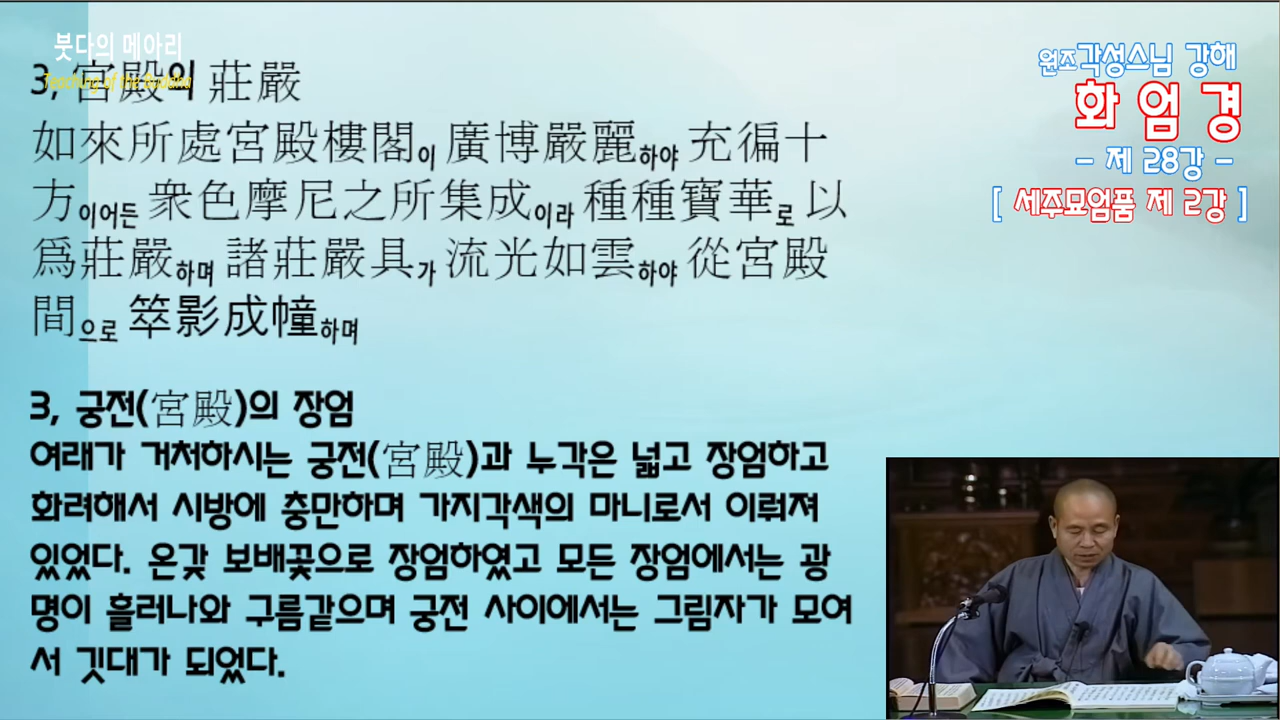 붓다의 메아리
Teaching of the Buddha
3, 宮殿의 莊嚴
如來所處宮殿樓閣이 廣博嚴麗하야 充徧十
方이어든 衆色摩尼之所集成이라 種種寶華로 以
爲莊嚴하며 諸莊嚴具가 流光如雲하야 從宮殿
間으로 箤影成幢하며
3, 궁전(宮殿)의 장엄
여래가 거처하시는 궁전(宮殿)과 누각은 넓고 장엄하고
화려해서 시방에 충만하며 가지각색의 마니로서 이뤄져
있었다. 온갖 보배꽃으로 장엄하였고 모든 장엄에서는 광
명이 흘러나와 구름같으며 궁전 사이에서는 그림자가 모여
서 깃대가 되었다.
원조각성스님 강해
화엄경
- 제 28강 -
[ 세주묘엄품 제 2강 ]